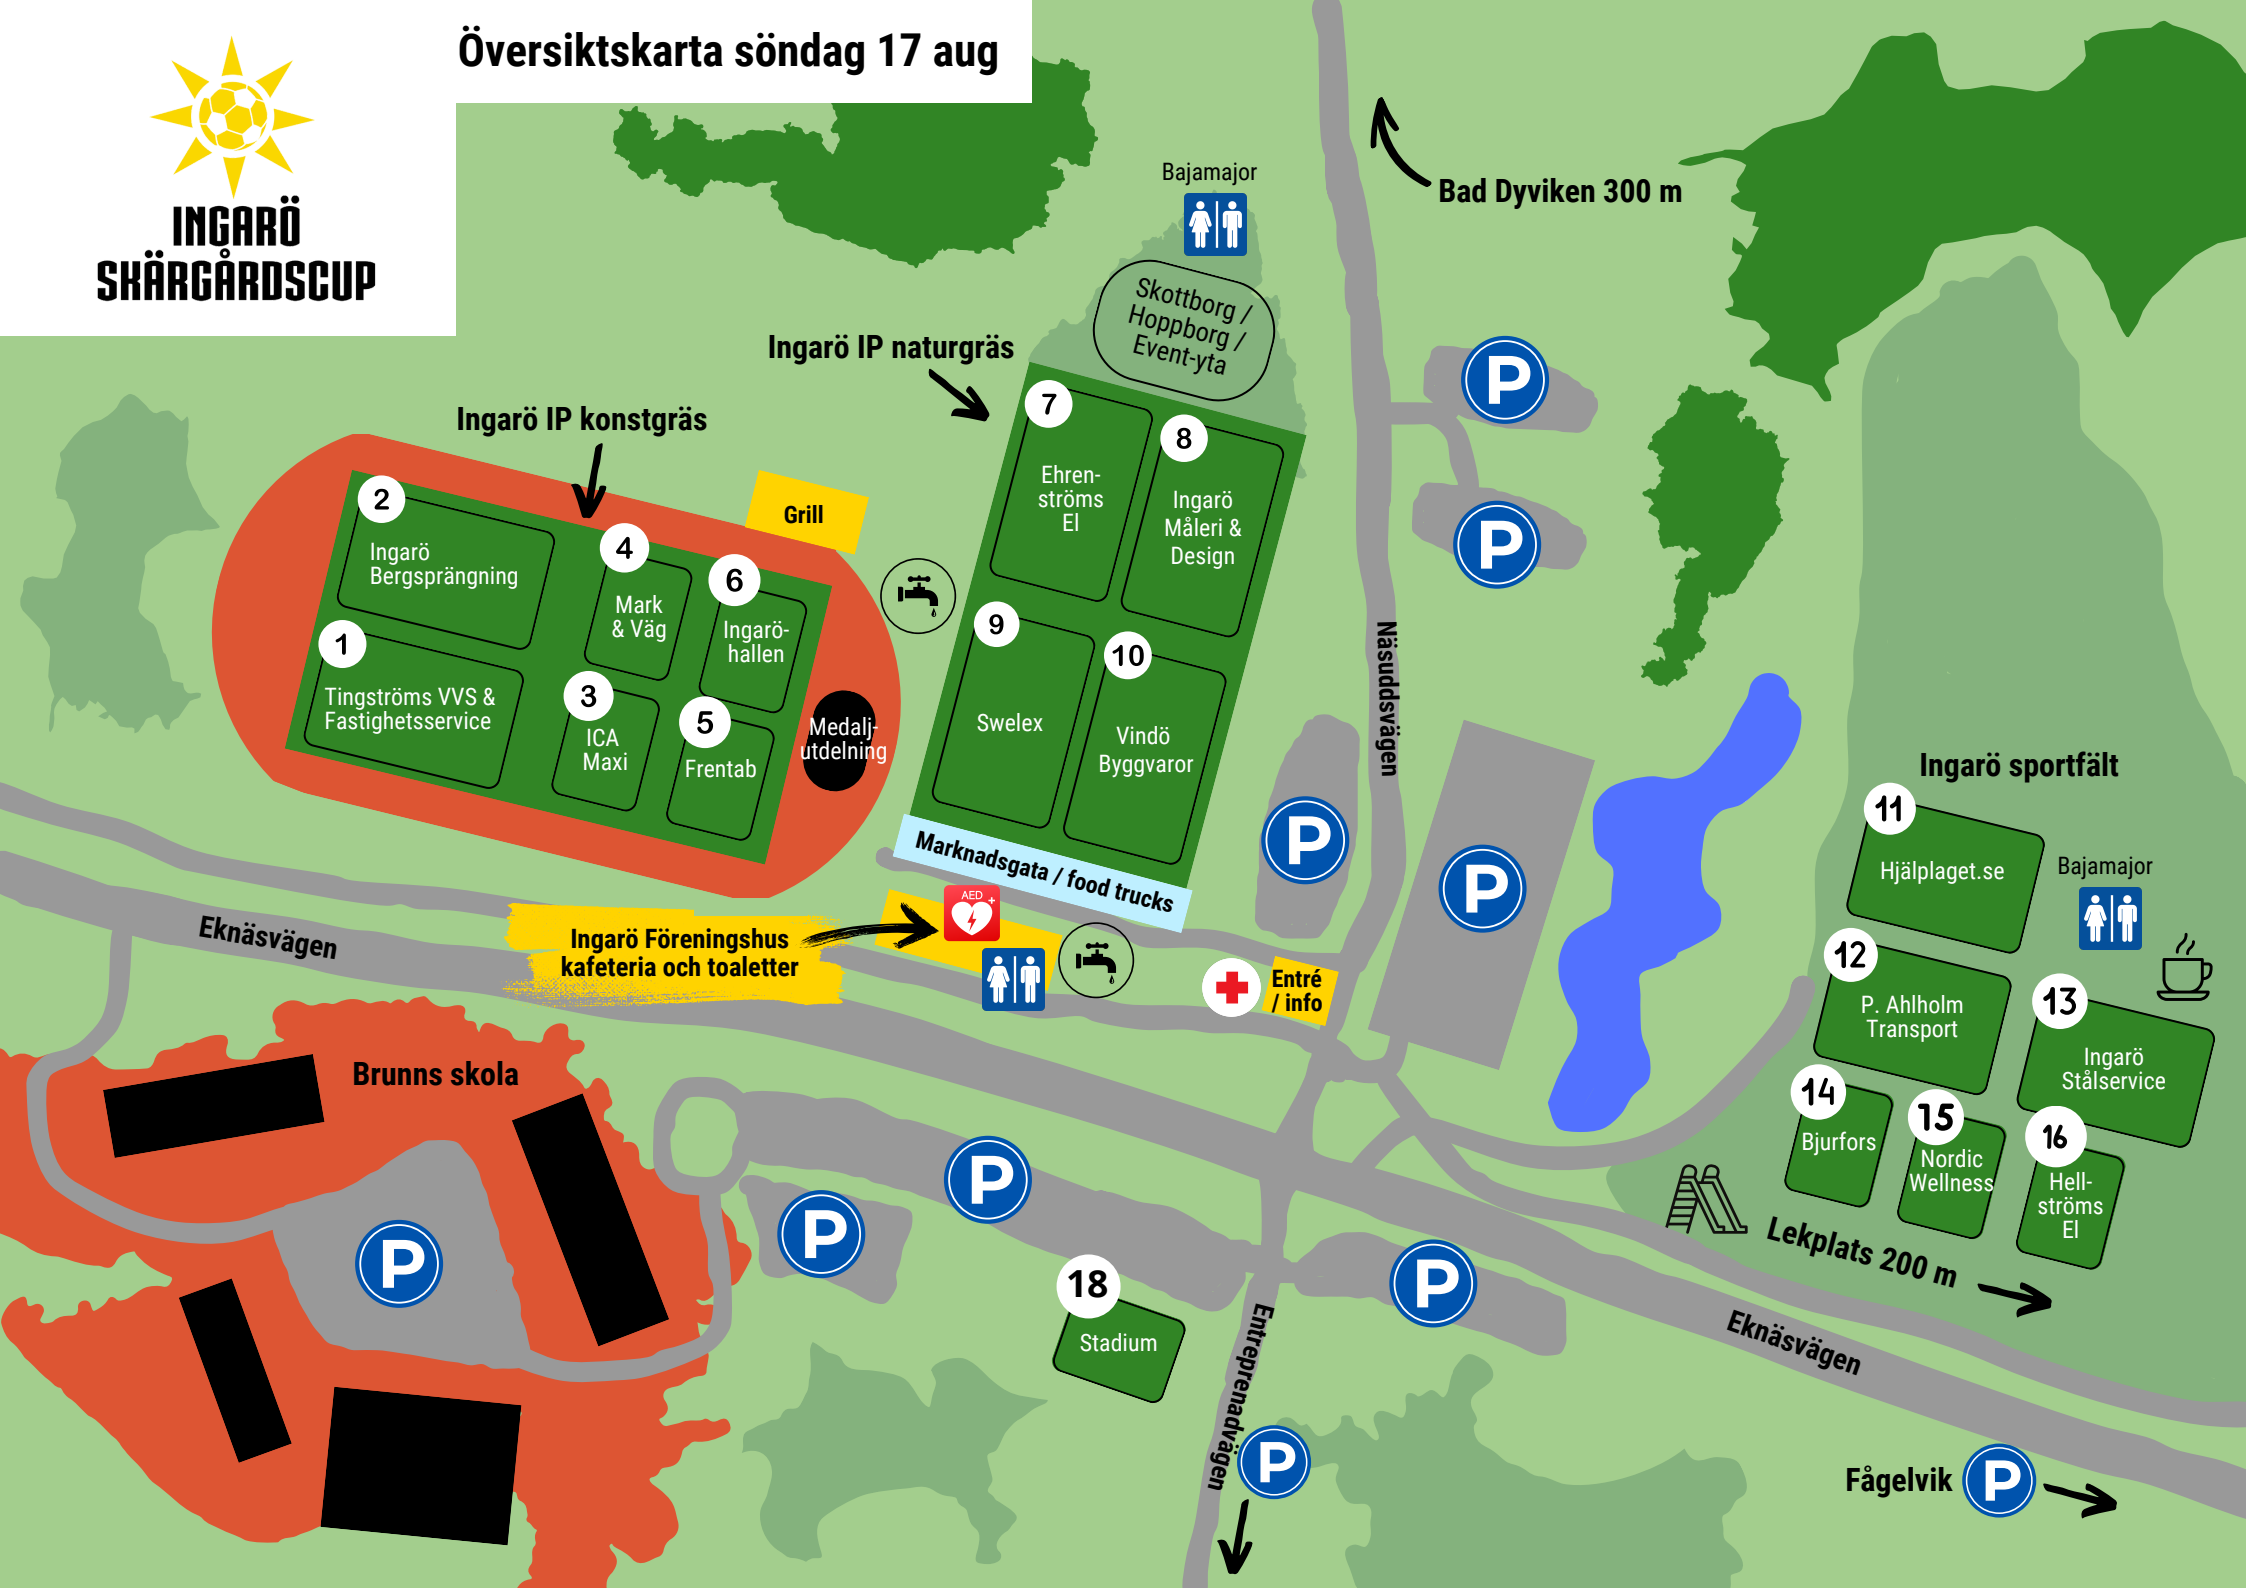 Översiktskarta söndag 17 aug
INGARÖ
SKÄRGÅRDSCUP
Bajamajor
Bad Dyviken 300 m
Skottborg /
Hoppborg /
Event-yta
Ingarö IP naturgräs
Ingarö IP konstgräs
7
Ehren-
ströms
El
8
Ingarö
Måleri &
Design
9
Swelex
10
Vindö
Byggvaror
Grill
2
Ingarö
Bergsprängning
4
Mark
& Väg
6
Ingarö-
hallen
1
Tingströms VVS &
Fastighetsservice
3
ICA
Maxi
5
Frentab
Medalj-
utdelning
Marknadsgata / food trucks
Näsuddsvägen
P
P
P
P
Ingarö sportfält
11
Hjälplaget.se
Bajamajor
12
P. Ahlholm
Transport
13
Ingarö
Stålservice
14
Bjurfors
15
Nordic
Wellness
16
Hell-
ströms
El
Lekplats 200 m
Eknäsvägen
Ingarö Föreningshus
kafeteria och toaletter
AED
Entré
/ info
Brunns skola
P
P
P
P
18
Stadium
Entreprenadvägen
P
Eknäsvägen
Fågelvik
P